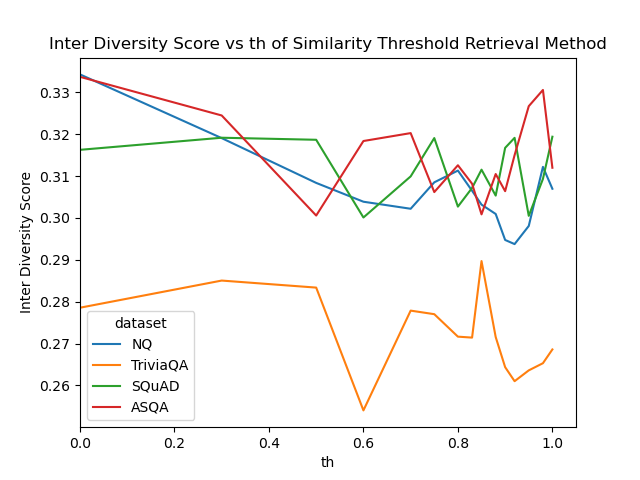 Inter Diversity Score vs th of Similarity Threshold Retrieval Method
Inter Diversity Score
0.33
0.32
0.31
0.30
0.29
0.28
0.27
0.26
dataset
NQ
TriviaQA
SQuAD
ASQA
0.0 0.2 0.4 0.6 0.8 1.0
th